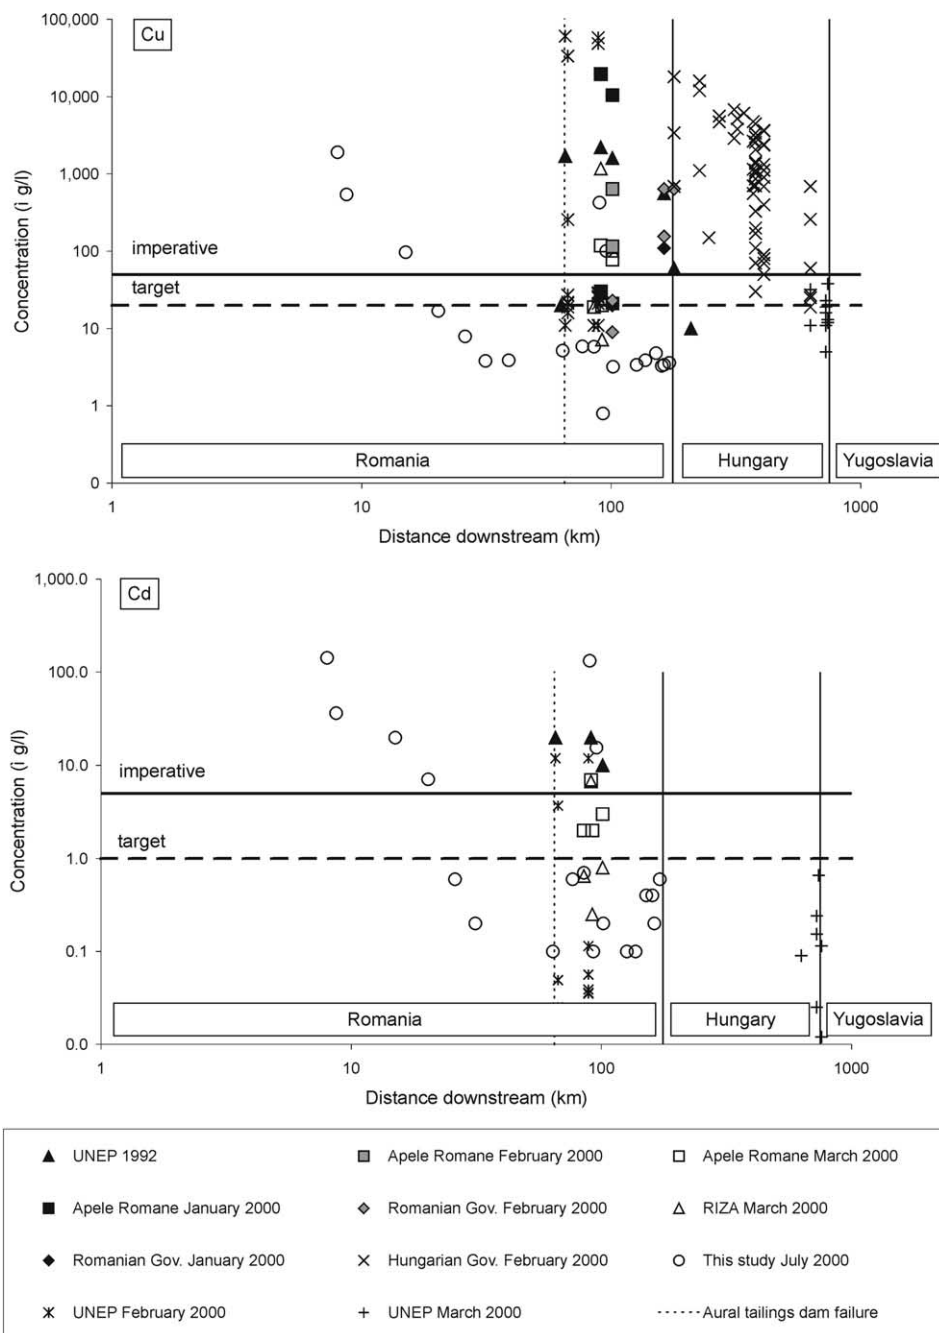 Cu
Concentration (i g/l)
100,000
10,000
1,000
100
10
1
0
imperative
target
Romania
Hungary
Yugoslavia
1
10
100
1000
Distance downstream (km)
Cd
Concentration (i g/l)
1,000.0
100.0
10.0
1.0
0.1
0.0
imperative
target
Romania
Hungary
Yugoslavia
1
10
100
1000
Distance downstream (km)
UNEP 1992
Apele Romane February 2000
Apele Romane March 2000
Apele Romane January 2000
Romanian Gov. February 2000
RIZA March 2000
Romanian Gov. January 2000
Hungarian Gov. February 2000
This study July 2000
UNEP February 2000
UNEP March 2000
Aural tailings dam failure